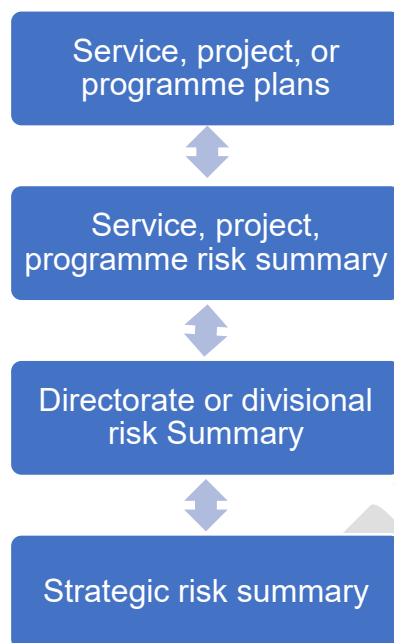 Service, project, or
programme plans
Service, project,
programme risk summary
Directorate or divisional
risk Summary
Strategic risk summary